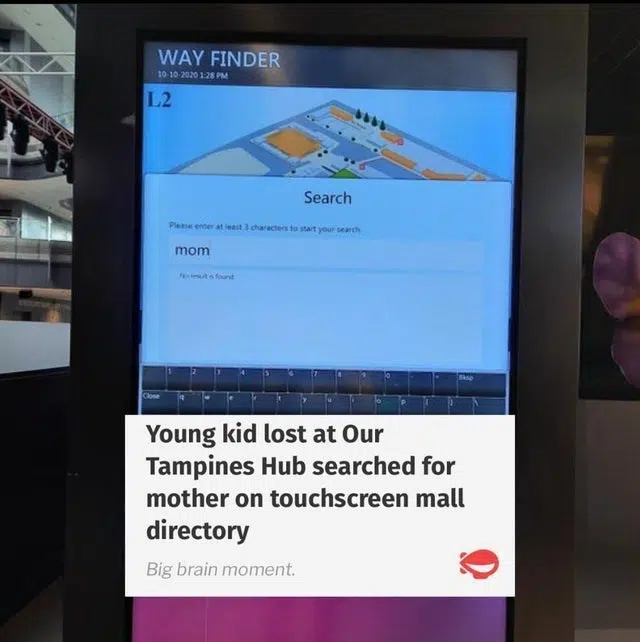 WAY FINDER
10-10-2020 1:28 PM
L2
Search
Please enter at least 3 characters to start your search
mom
No result is found
1 2 3 4 5 6 7 8 9 0 - = Bksp
Close q w e r t y u i o p [ ] \
Young kid lost at Our
Tampines Hub searched for
mother on touchscreen mall
directory
Big brain moment.